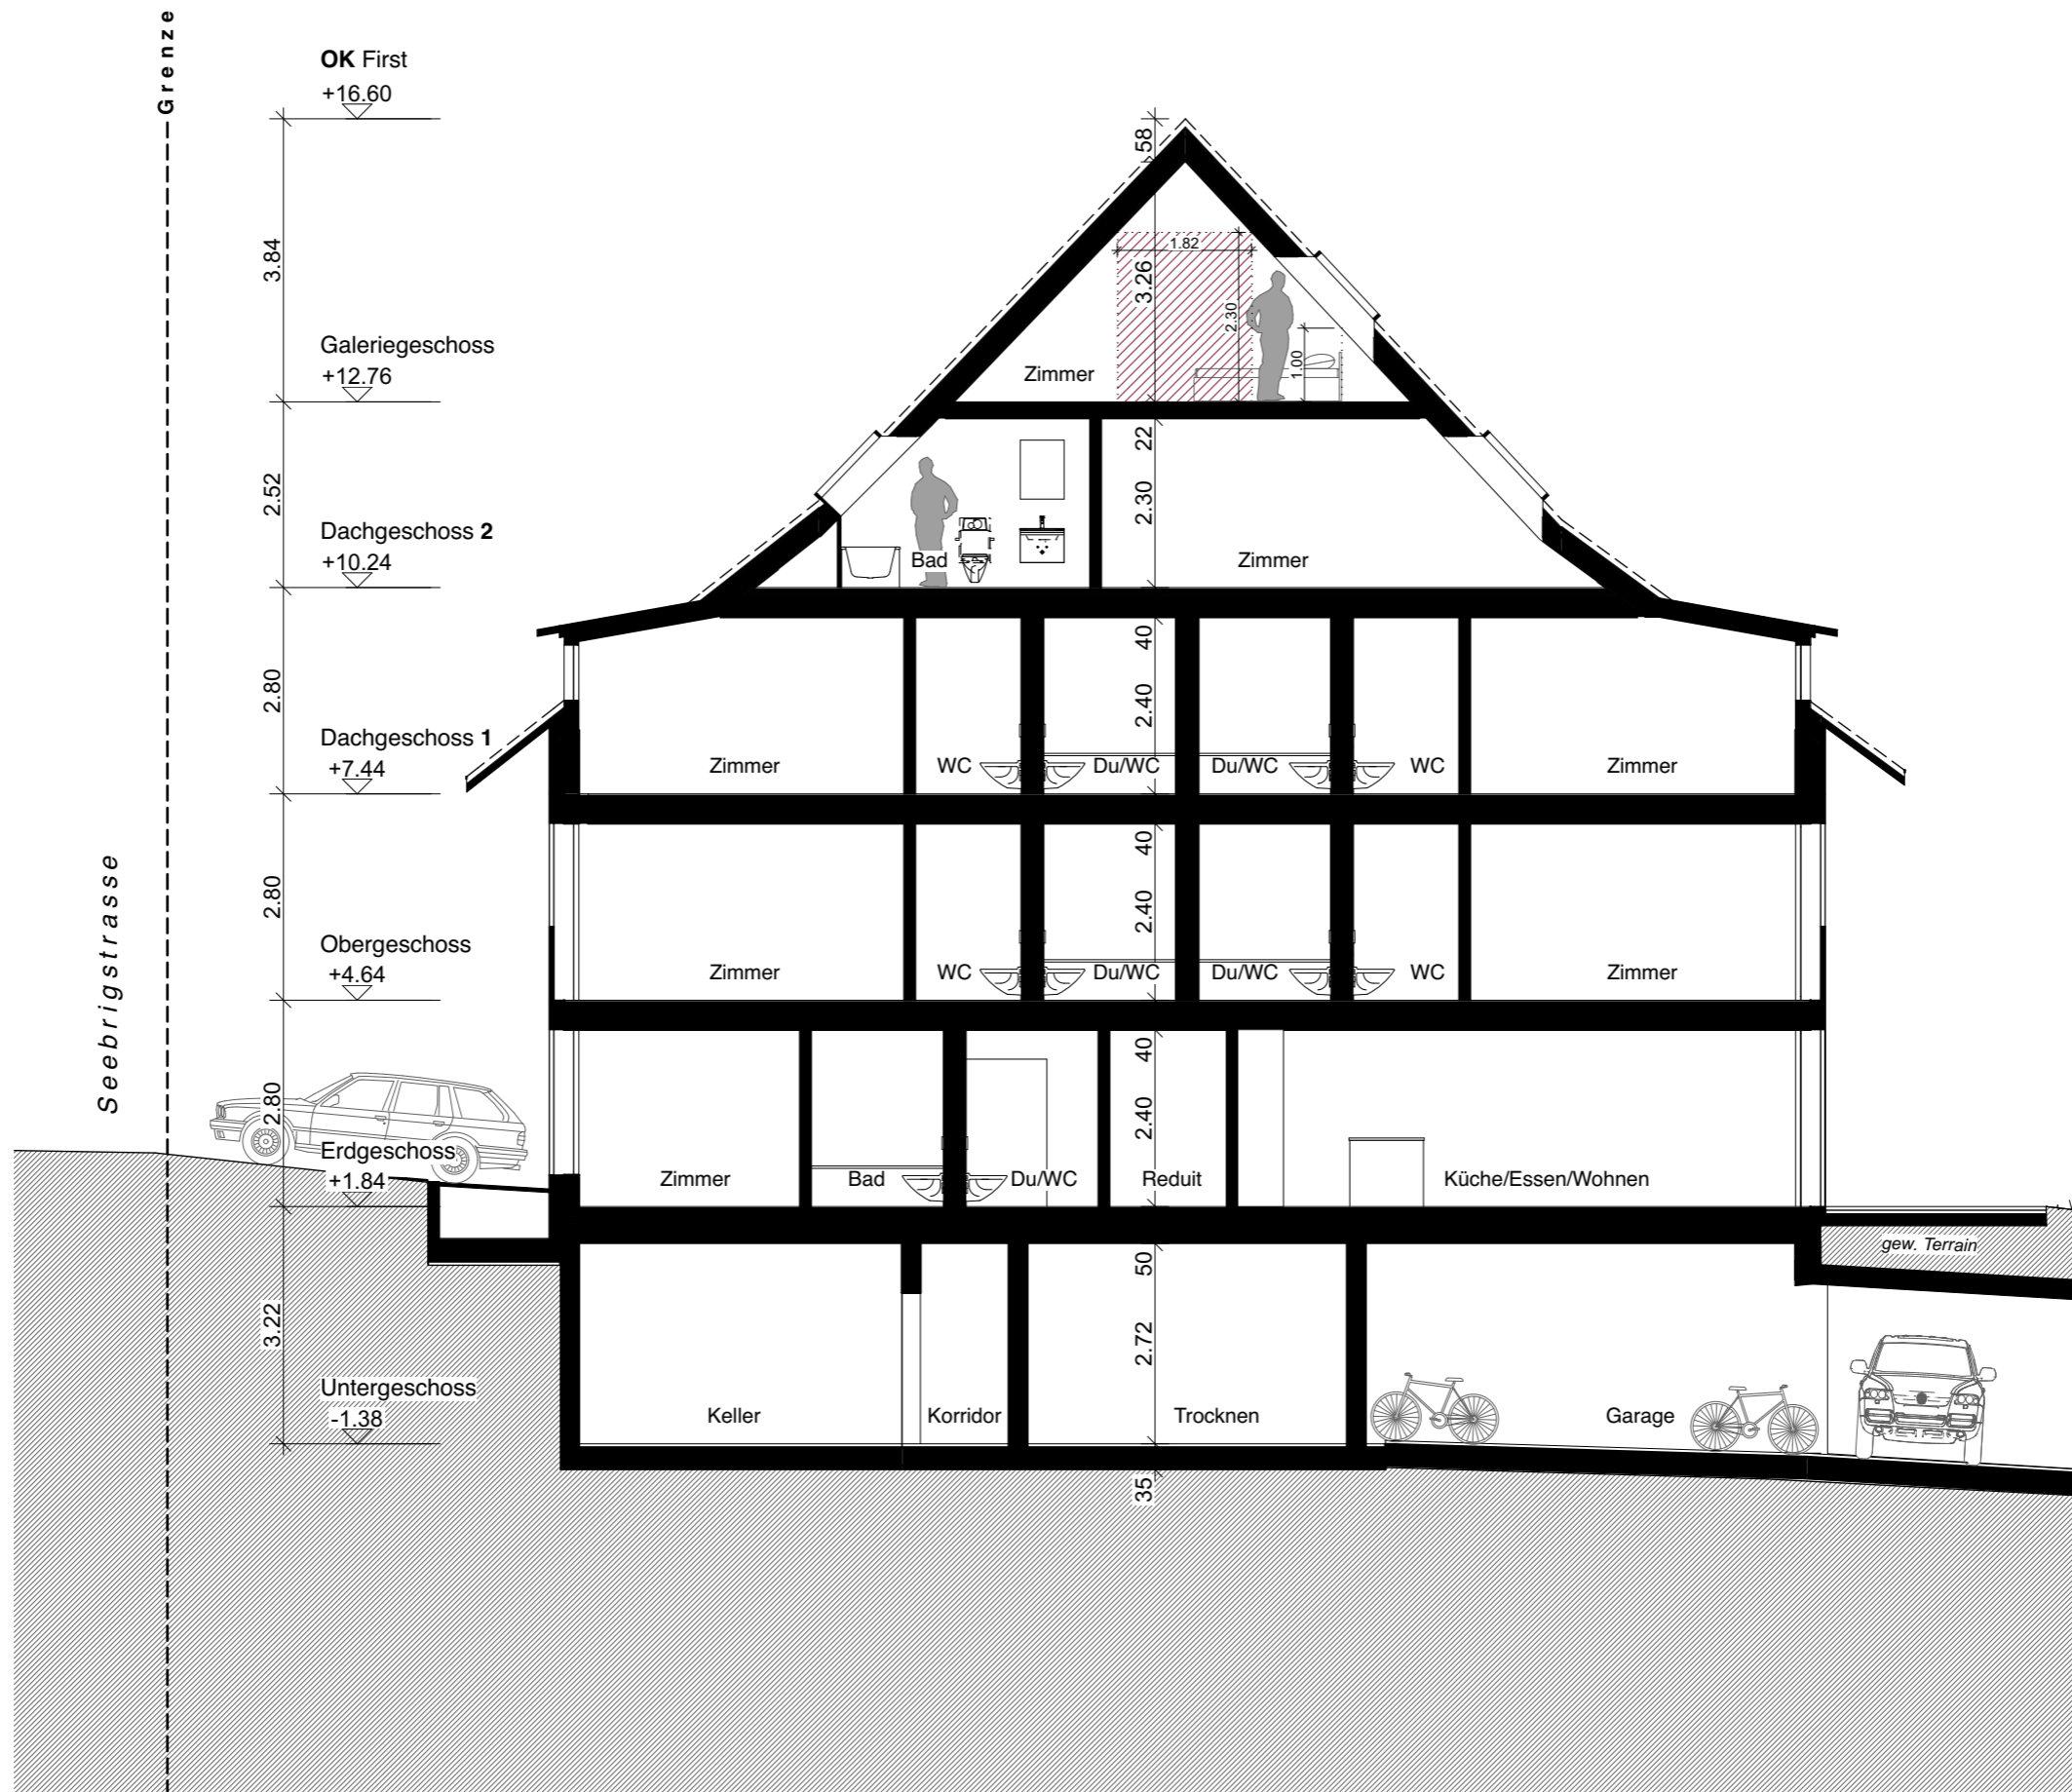 Grenze
OK First
+16.60
58
3.84
1.82
3.26
2.30
1.00
Galeriegeschoss
+12.76
Zimmer
22
2.52
2.30
Dachgeschoss 2
+10.24
Bad
Zimmer
40
2.80
2.40
Dachgeschoss 1
+7.44
Zimmer
WC
Du/WC
Du/WC
WC
Zimmer
40
2.80
2.40
Seebrigstrasse
Obergeschoss
+4.64
Zimmer
WC
Du/WC
Du/WC
WC
Zimmer
40
2.80
2.40
Erdgeschoss
+1.84
Zimmer
Bad
Du/WC
Reduit
Küche/Essen/Wohnen
gew. Terrain
50
3.22
2.72
Untergeschoss
-1.38
Keller
Korridor
Trocknen
Garage
35